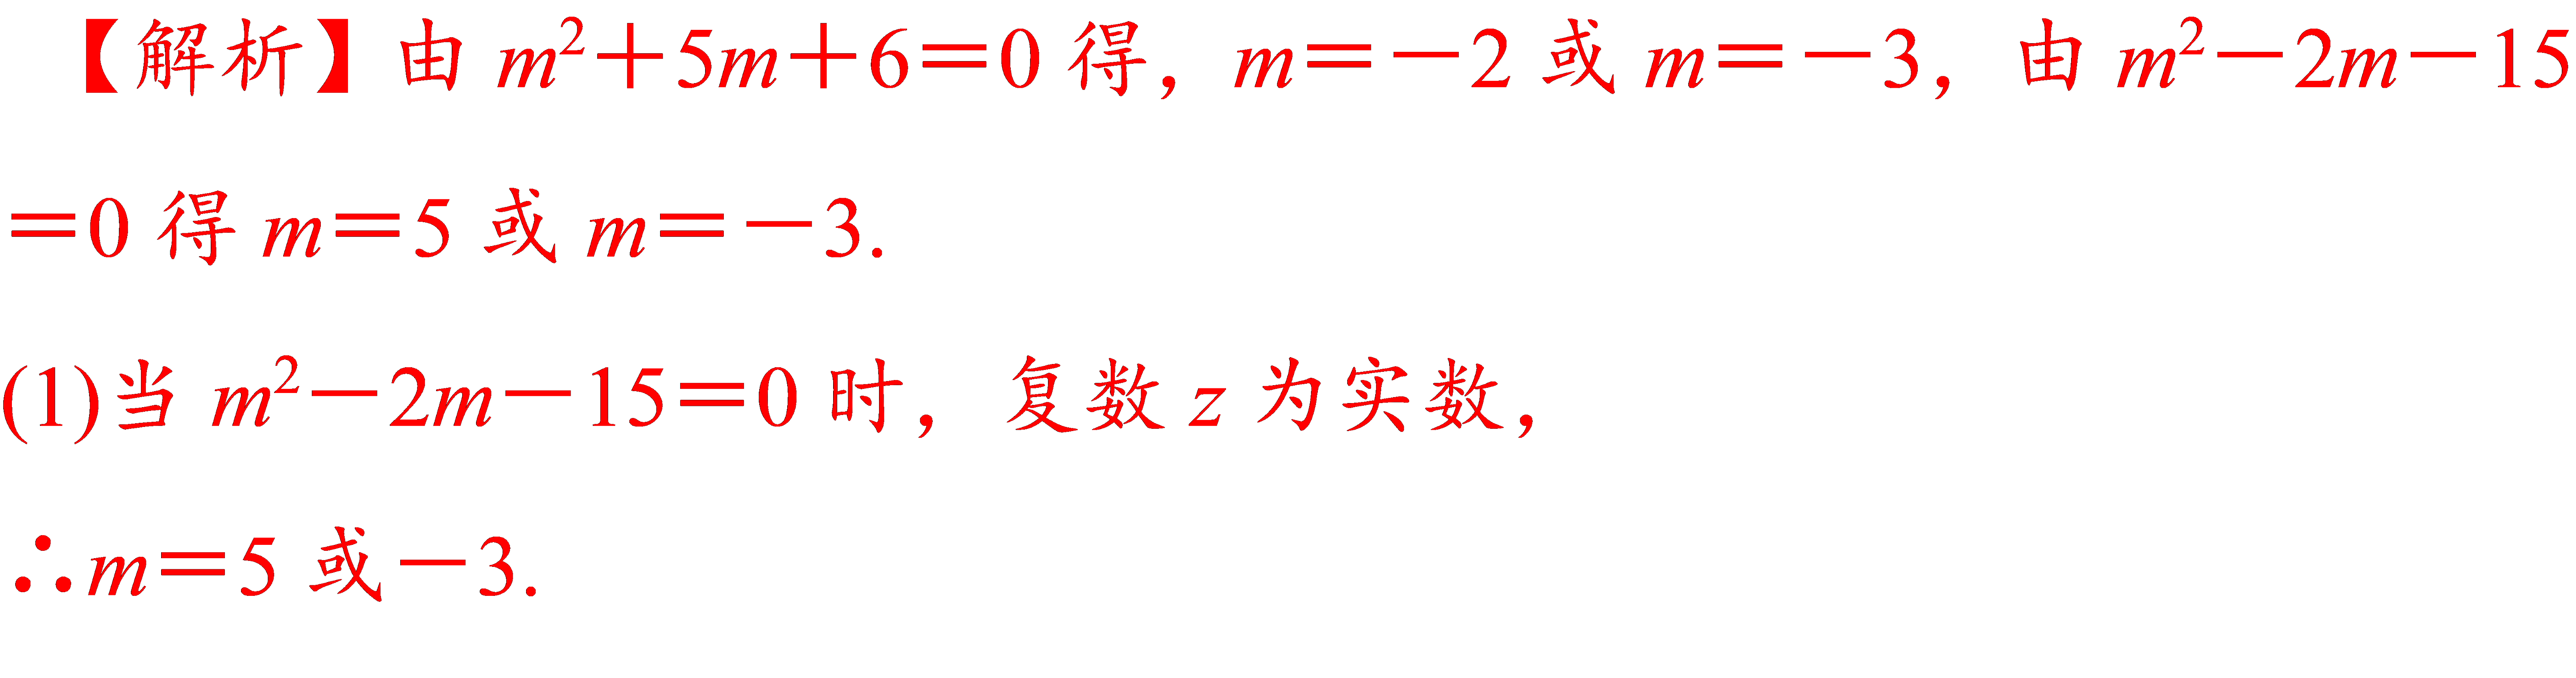 【解析】由 m²＋5m＋6＝0 得，m＝－2 或 m＝－3，由 m²－2m－15
＝0 得 m＝5 或 m＝－3.
(1)当 m²－2m－15＝0 时，复数 z 为实数，
∴m＝5 或－3.